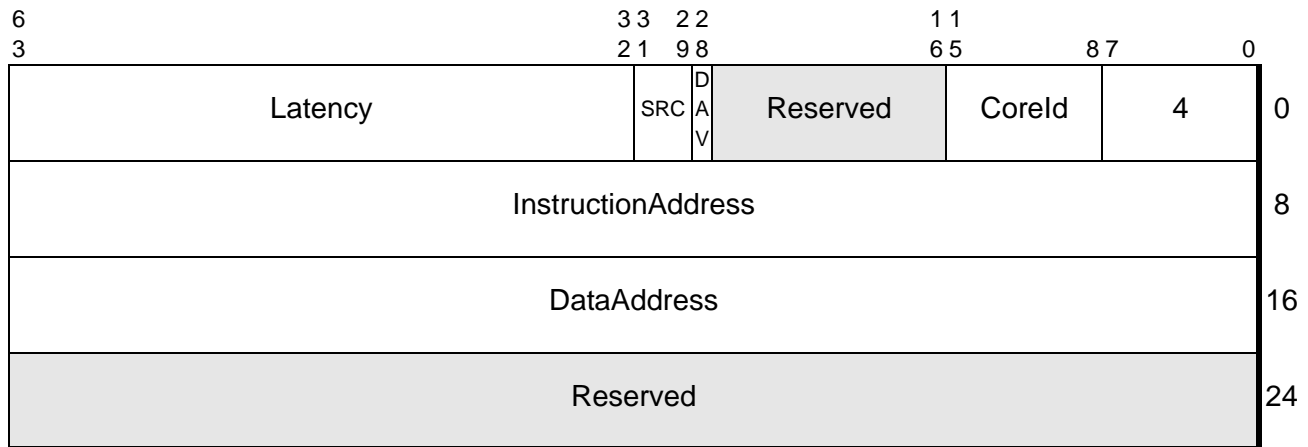 6 3 3 2 2 1 1
3 2 1 9 8 6 5 8 7 0
Latency SRC DAV Reserved CoreId 4 0
InstructionAddress 8
DataAddress 16
Reserved 24